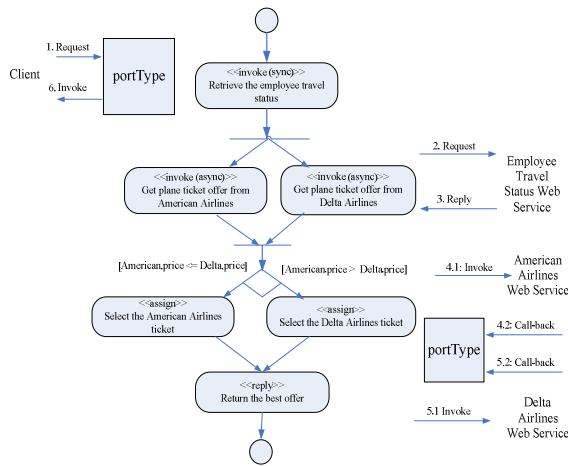 1. Request
Client
portType
6. Invoke
<<invoke (sync)>>
Retrieve the employee travel
status
<<invoke (async)>>
Get plane ticket offer from
American Airlines
<<invoke (async)>>
Get plane ticket offer from
Delta Airlines
2. Request
Employee
Travel
Status Web
Service
3. Reply
[American,price <= Delta,price]
[American.price > Delta.price]
4.1: Invoke
American
Airlines
Web Service
<<assign>>
Select the American Airlines
ticket
<<assign>>
Select the Delta Airlines ticket
portType
4.2: Call-back
5.2: Call-back
<<reply>>
Return the best offer
5.1 Invoke
Delta
Airlines
Web Service